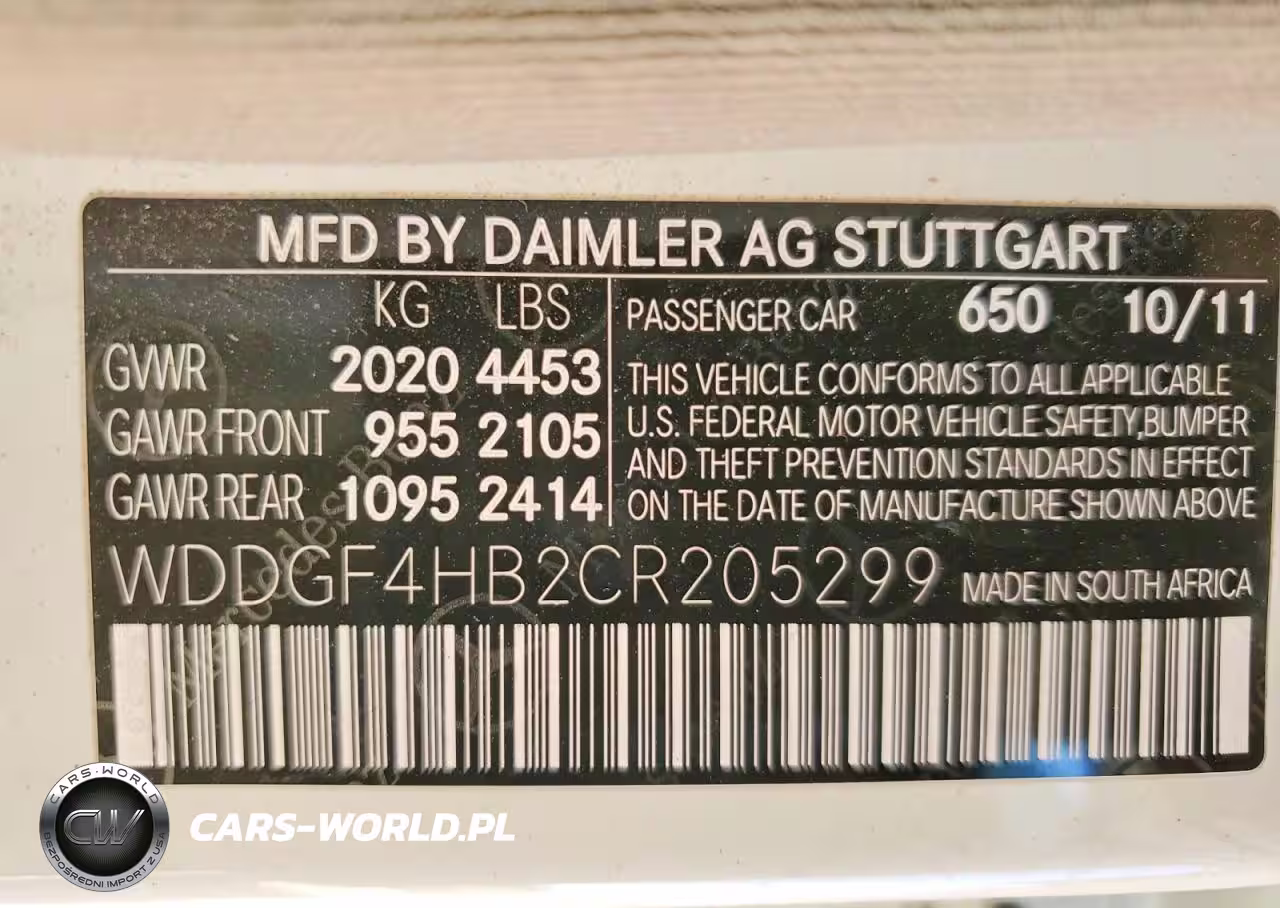 MFD BY DAIMLER AG STUTTGART
KG LBS
GVWR 2020 4453
GAWR FRONT 955 2105
GAWR REAR 1095 2414
PASSENGER CAR 650 10/11
THIS VEHICLE CONFORMS TO ALL APPLICABLE
U.S. FEDERAL MOTOR VEHICLE SAFETY,BUMPER
AND THEFT PREVENTION STANDARDS IN EFFECT
ON THE DATE OF MANUFACTURE SHOWN ABOVE
WDDGF4HB2CR205299 MADE IN SOUTH AFRICA
CARS-WORLD
CW
BEZPOŚREDNI IMPORT Z USA
CARS-WORLD.PL